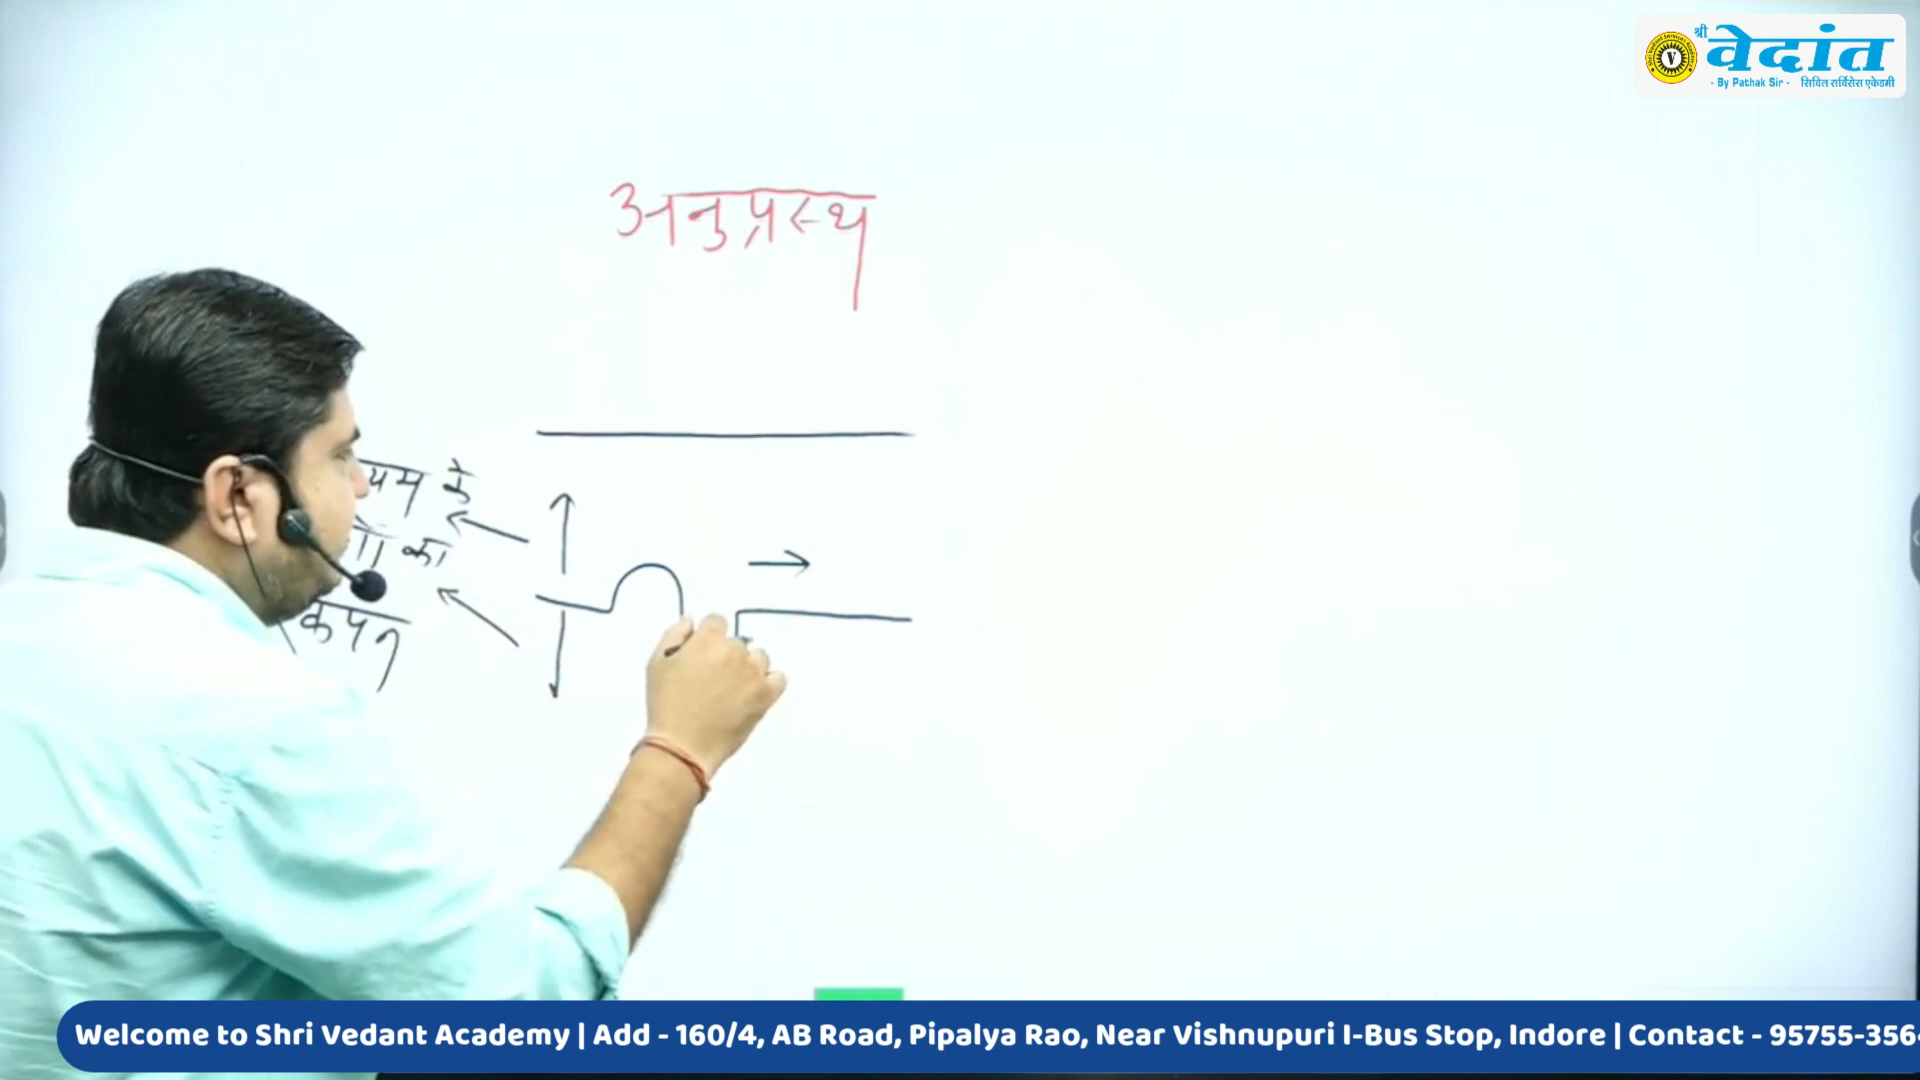 श्री वेदांत
- By Pathak Sir - सिविल सर्विसेस एकेडमी
अनुप्रस्थ
के
का
कंपन
Welcome to Shri Vedant Academy | Add - 160/4, AB Road, Pipalya Rao, Near Vishnupuri I-Bus Stop, Indore | Contact - 95755-356